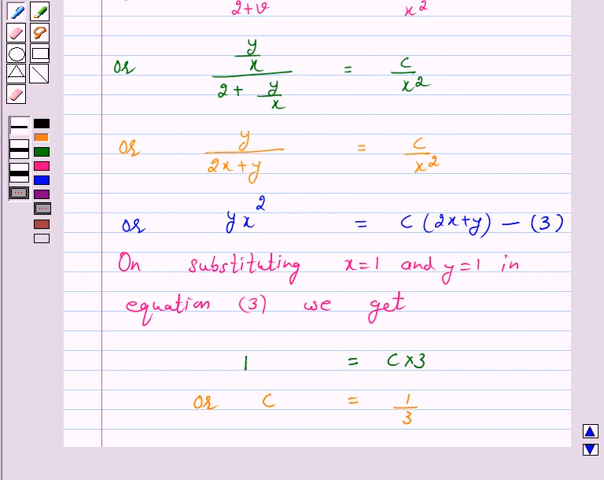 2+v x²
or y/x / 2 + y/x = c/x²
or y / 2x+y = c/x²
or yx² = c (2x+y) — (3)
On substituting x=1 and y=1 in
equation (3) we get
1 = c×3
or c = 1/3